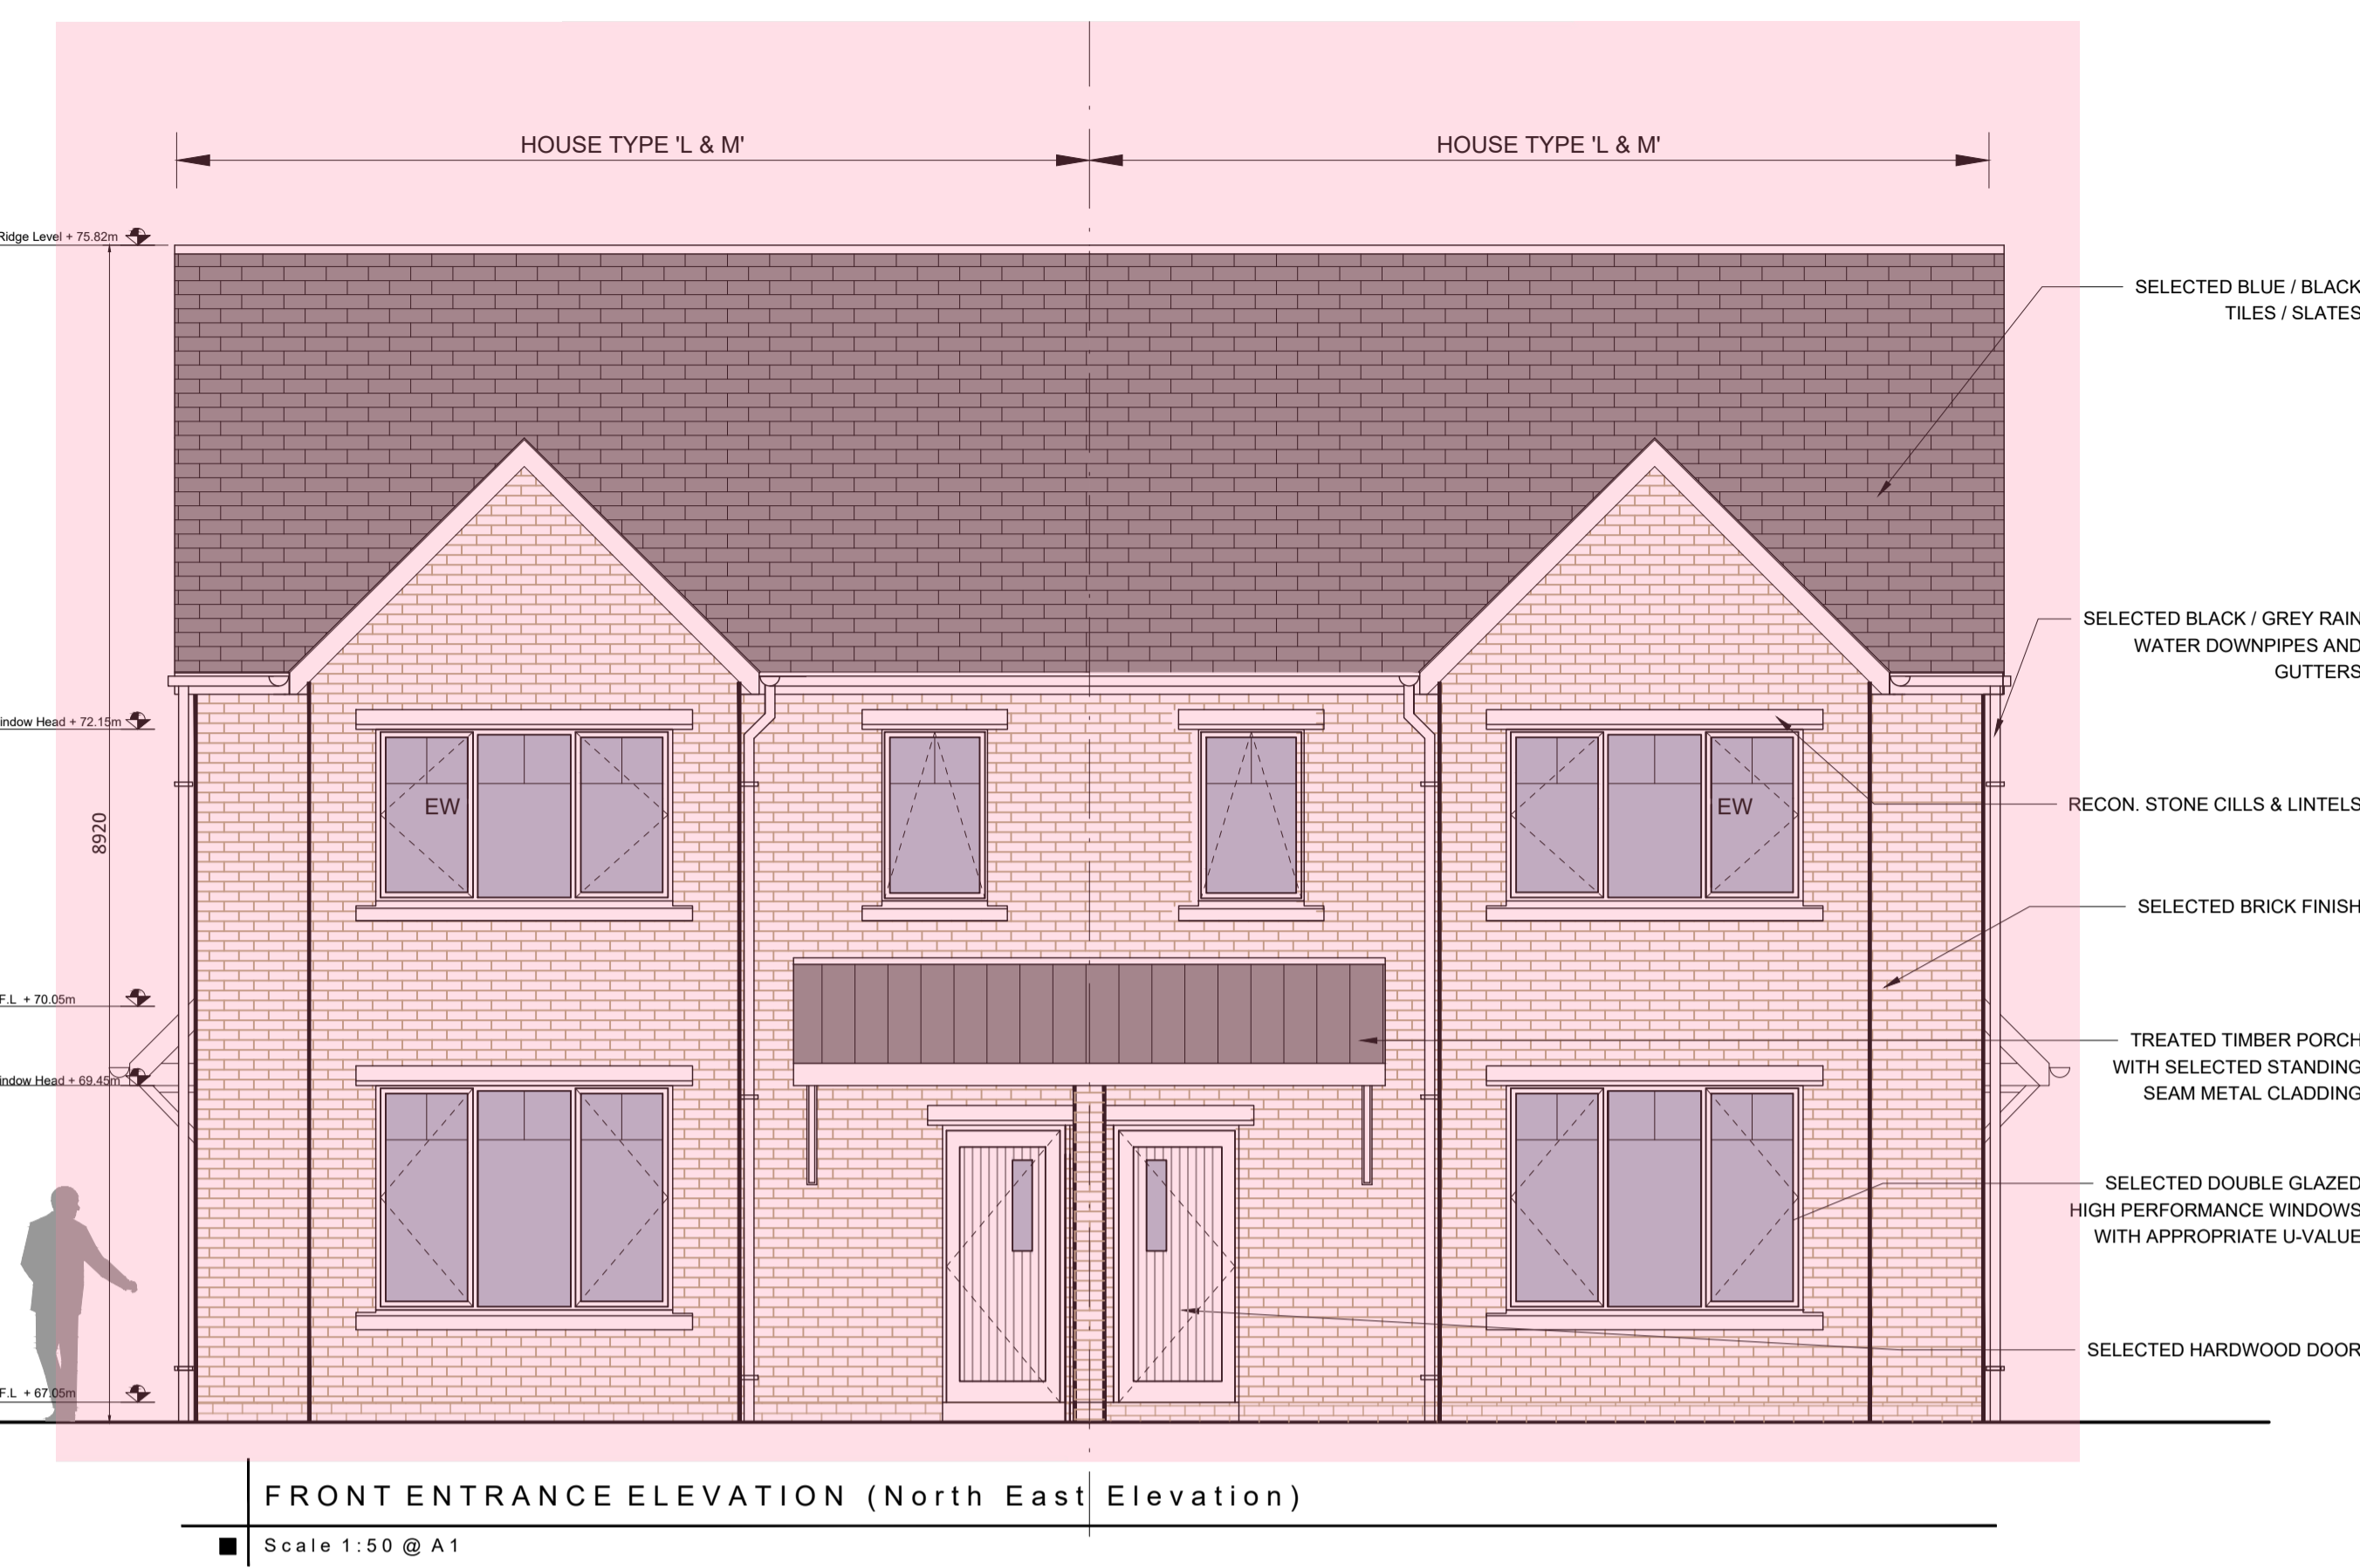 HOUSE TYPE 'L & M'
HOUSE TYPE 'L & M'
Ridge Level + 75.82m
SELECTED BLUE / BLACK
TILES / SLATES
SELECTED BLACK / GREY RAIN
WATER DOWNPIPES AND
GUTTERS
indow Head + 72.15m
8920
EW
EW
RECON. STONE CILLS & LINTELS
SELECTED BRICK FINISH
F.L + 70.05m
TREATED TIMBER PORCH
WITH SELECTED STANDING
SEAM METAL CLADDING
indow Head + 69.45m
SELECTED DOUBLE GLAZED
HIGH PERFORMANCE WINDOWS
WITH APPROPRIATE U-VALUE
SELECTED HARDWOOD DOOR
F.L + 67.05m
FRONT ENTRANCE ELEVATION (North East Elevation)
Scale 1:50 @ A1